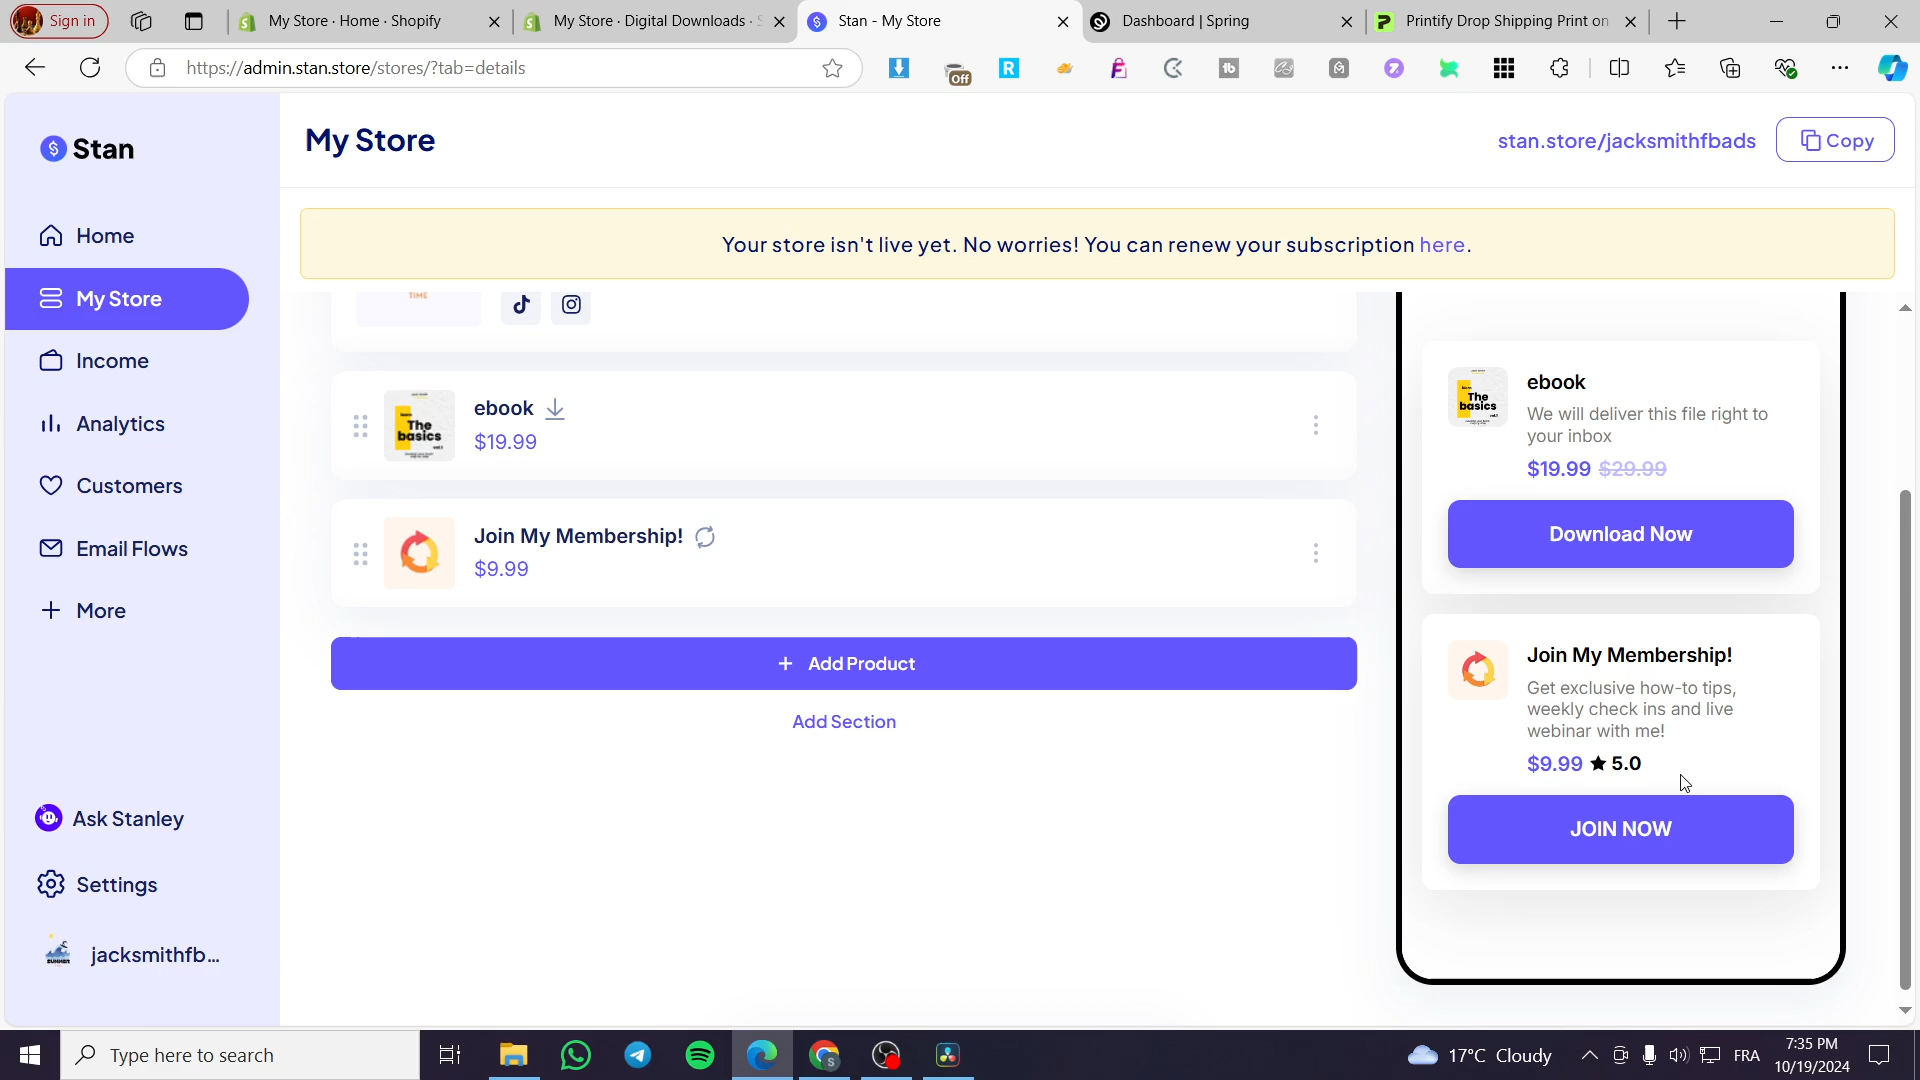 Sign in
My Store · Home · Shopify
My Store · Digital Downloads ·
Stan - My Store
Dashboard | Spring
Printify Drop Shipping Print on
https://admin.stan.store/stores/?tab=details
Off
Stan
My Store
stan.store/jacksmithfbads
Copy
Your store isn't live yet. No worries! You can renew your subscription here.
Home
My Store
Income
Analytics
Customers
Email Flows
More
Ask Stanley
Settings
jacksmithfb...
TIME
The basics
ebook
$19.99
Join My Membership!
$9.99
Add Product
Add Section
The basics
ebook
We will deliver this file right to
your inbox
$19.99 $29.99
Download Now
Join My Membership!
Get exclusive how-to tips,
weekly check ins and live
webinar with me!
$9.99 ★ 5.0
JOIN NOW
Type here to search
17°C Cloudy
FRA
7:35 PM
10/19/2024